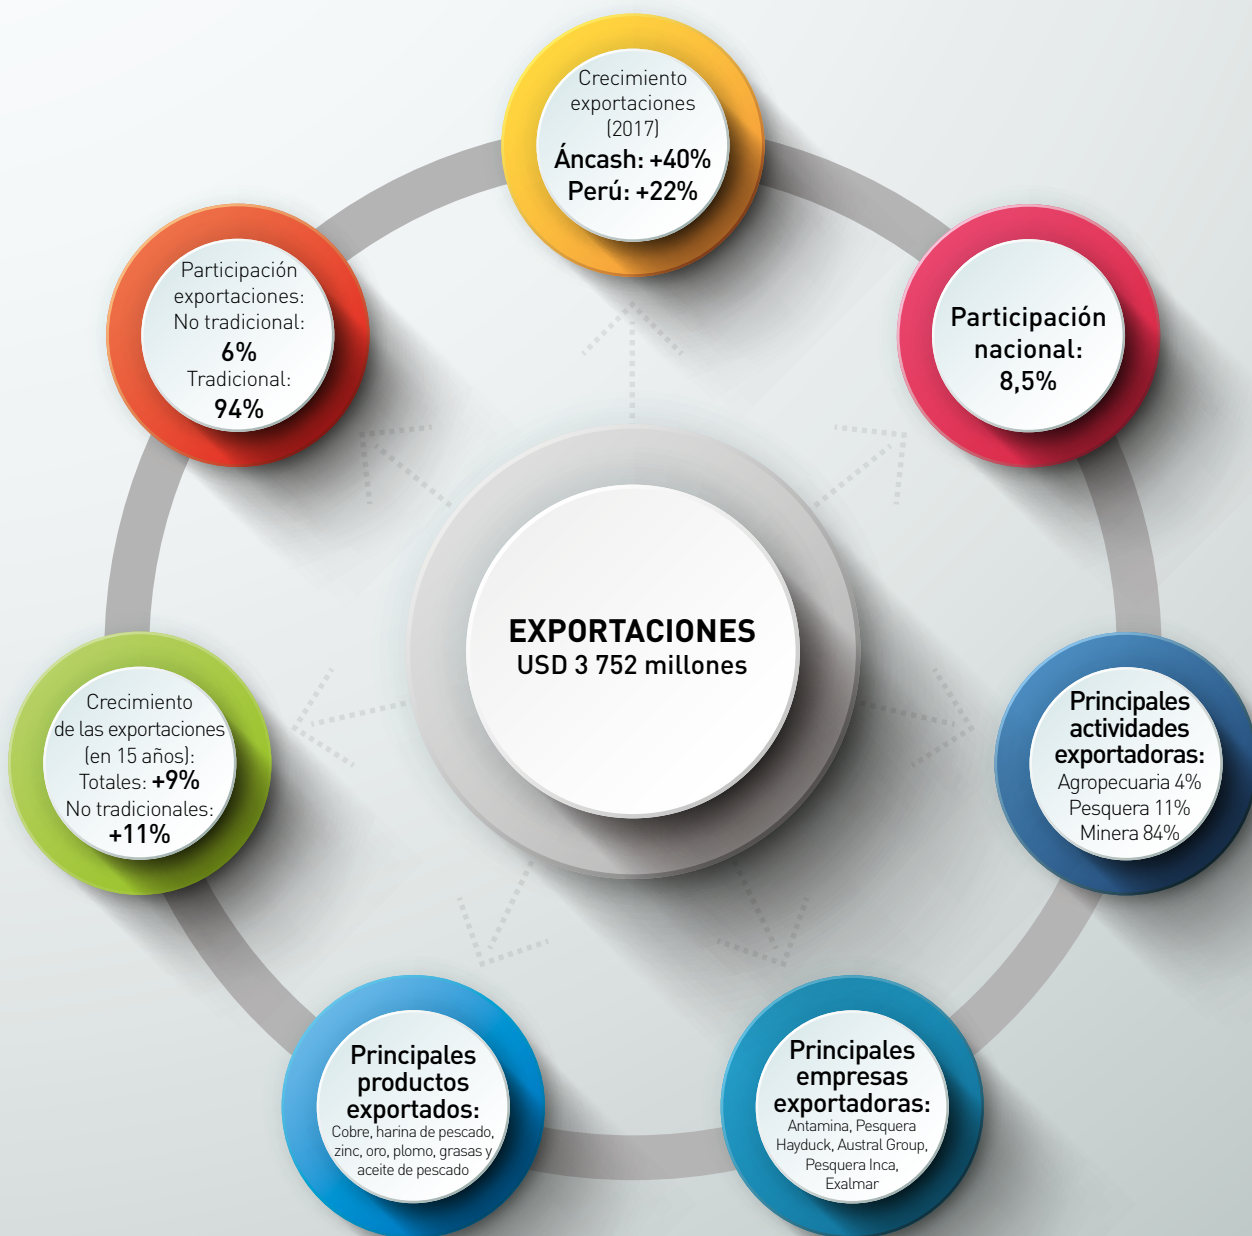 Crecimiento
exportaciones
(2017)
Áncash: +40%
Perú: +22%
Participación
exportaciones:
No tradicional:
6%
Tradicional:
94%
Participación
nacional:
8,5%
EXPORTACIONES
USD 3 752 millones
Crecimiento
de las exportaciones
(en 15 años):
Totales: +9%
No tradicionales:
+11%
Principales
actividades
exportadoras:
Agropecuaria 4%
Pesquera 11%
Minera 84%
Principales
productos
exportados:
Cobre, harina de pescado,
zinc, oro, plomo, grasas y
aceite de pescado
Principales
empresas
exportadoras:
Antamina, Pesquera
Hayduck, Austral Group,
Pesquera Inca,
Exalmar